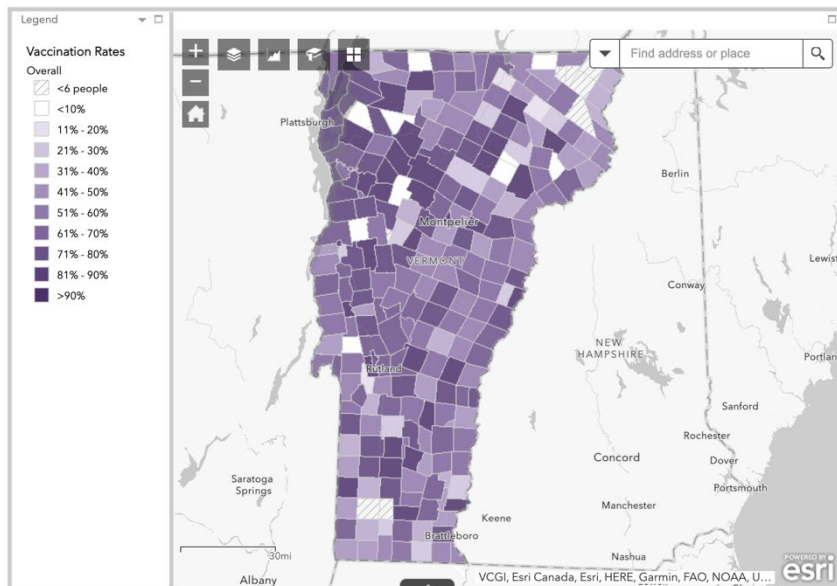 Legend
Vaccination Rates
Overall
<6 people
<10%
11% - 20%
21% - 30%
31% - 40%
41% - 50%
51% - 60%
61% - 70%
71% - 80%
81% - 90%
>90%
Find address or place
Plattsburgh
Berlin
Montpelier
VERMONT
Lewist
Conway
NEW
HAMPSHIRE
Portlan
Rutland
Sanford
Rochester
Concord
Dover
Saratoga
Springs
Portsmouth
Manchester
Keene
Brattleboro
30mi
Nashua
Albany
VCGI, Esri Canada, Esri, HERE, Garmin, FAO, NOAA, U...
POWERED BY
esri